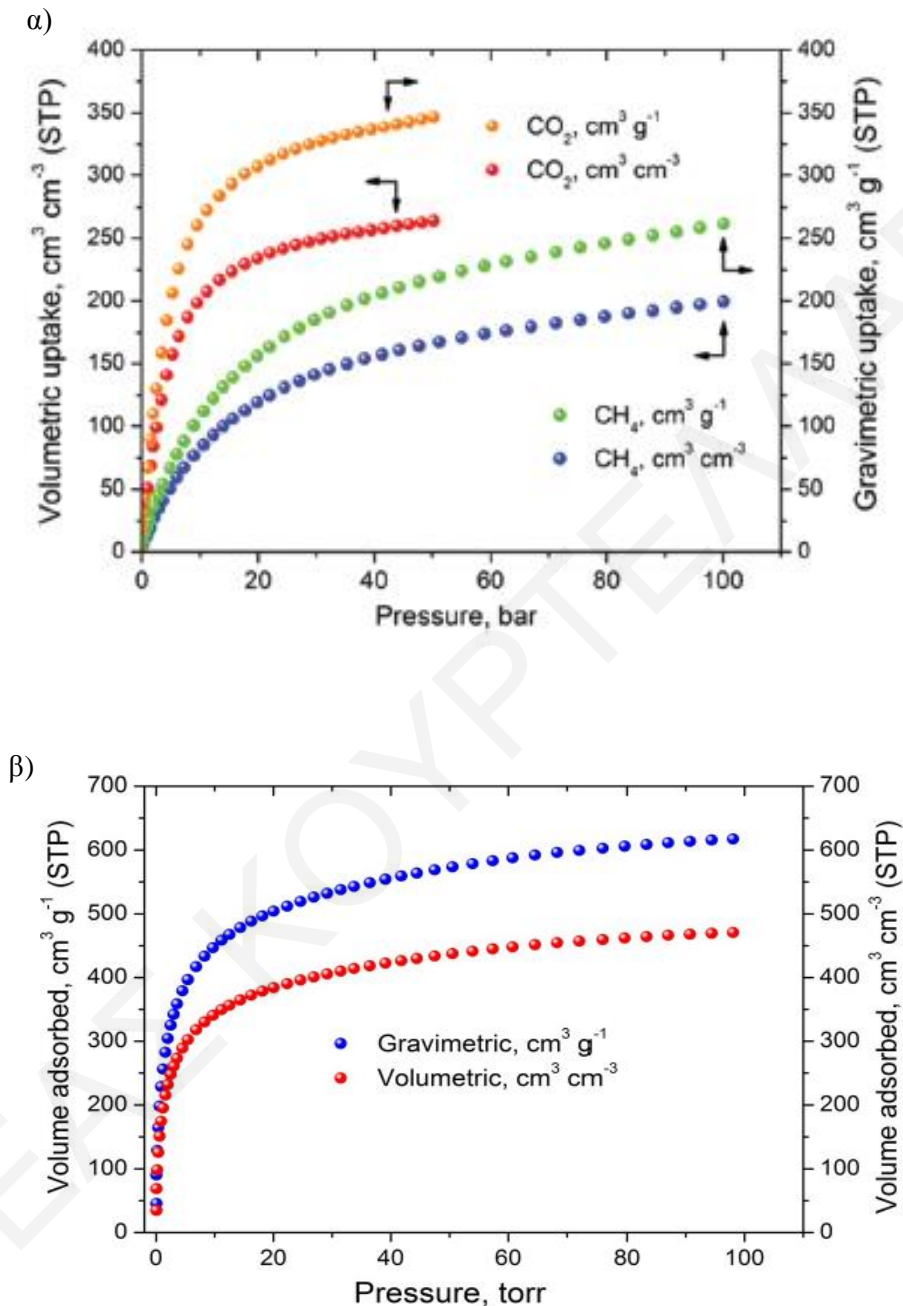 α)
400
350
300
250
200
150
100
50
0
Volumetric uptake, cm³ cm⁻³ (STP)
CO₂, cm³ g⁻¹
CO₂, cm³ cm⁻³
CH₄, cm³ g⁻¹
CH₄, cm³ cm⁻³
400
350
300
250
200
150
100
50
0
Gravimetric uptake, cm³ g⁻¹ (STP)
0 20 40 60 80 100
Pressure, bar
β)
700
600
500
400
300
200
100
0
Volume adsorbed, cm³ g⁻¹ (STP)
Gravimetric, cm³ g⁻¹
Volumetric, cm³ cm⁻³
700
600
500
400
300
200
100
0
Volume adsorbed, cm³ cm⁻³ (STP)
0 20 40 60 80 100
Pressure, torr